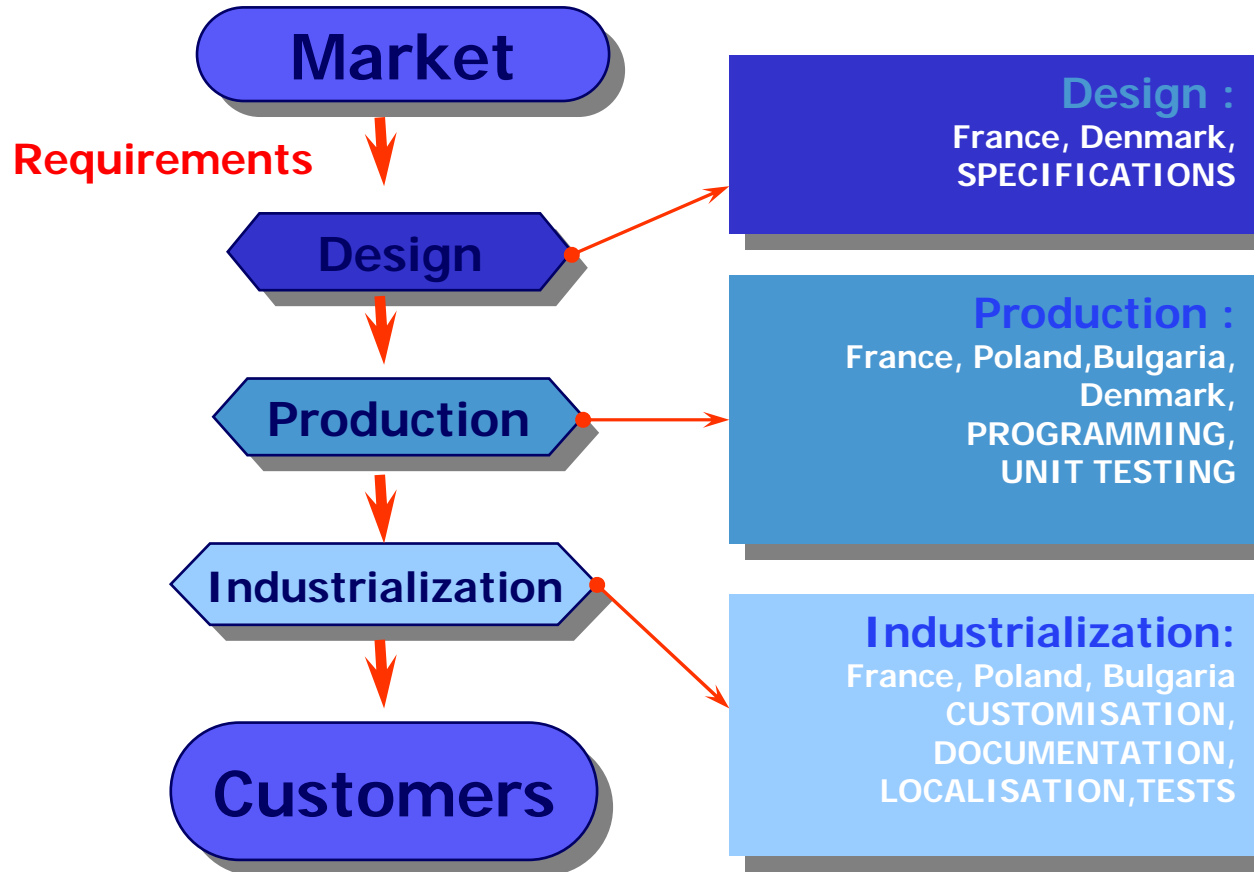 Market
Requirements
Design
Production
Industrialization
Customers
Design :
France, Denmark,
SPECIFICATIONS
Production :
France, Poland,Bulgaria,
Denmark,
PROGRAMMING,
UNIT TESTING
Industrialization:
France, Poland, Bulgaria
CUSTOMISATION,
DOCUMENTATION,
LOCALISATION,TESTS